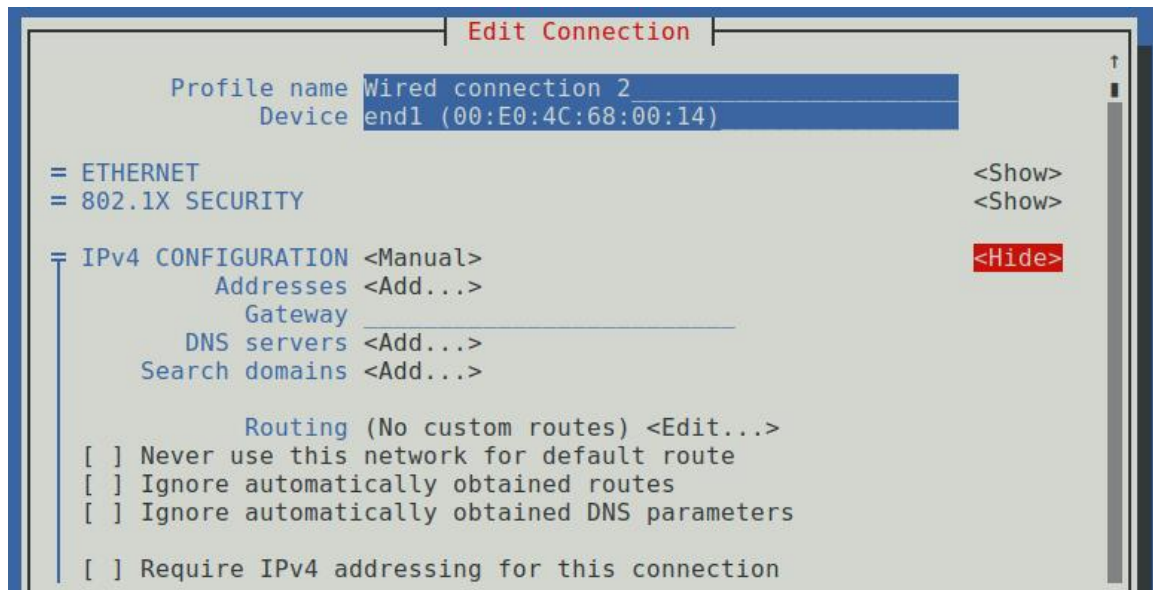 Edit Connection
Profile name Wired connection 2
Device end1 (00:E0:4C:68:00:14)
= ETHERNET <Show>
= 802.1X SECURITY <Show>
IPv4 CONFIGURATION <Manual> <Hide>
Addresses <Add...>
Gateway
DNS servers <Add...>
Search domains <Add...>
Routing (No custom routes) <Edit...>
[ ] Never use this network for default route
[ ] Ignore automatically obtained routes
[ ] Ignore automatically obtained DNS parameters
[ ] Require IPv4 addressing for this connection